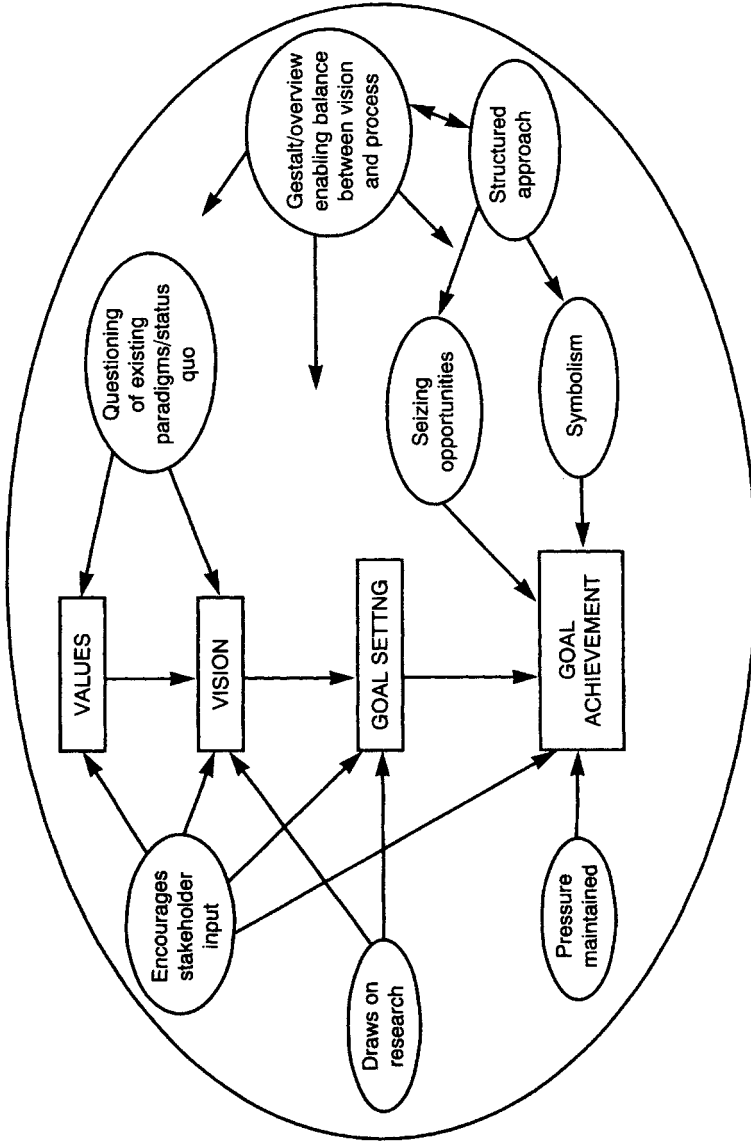 VALUES
VISION
GOAL SETTNG
GOAL
ACHIEVEMENT
Encourages
stakeholder
input
Draws on
research
Pressure
maintained
Questioning
of existing
paradigms/status
quo
Gestalt/overview
enabling balance
between vision
and process
Seizing
opportunities
Structured
approach
Symbolism